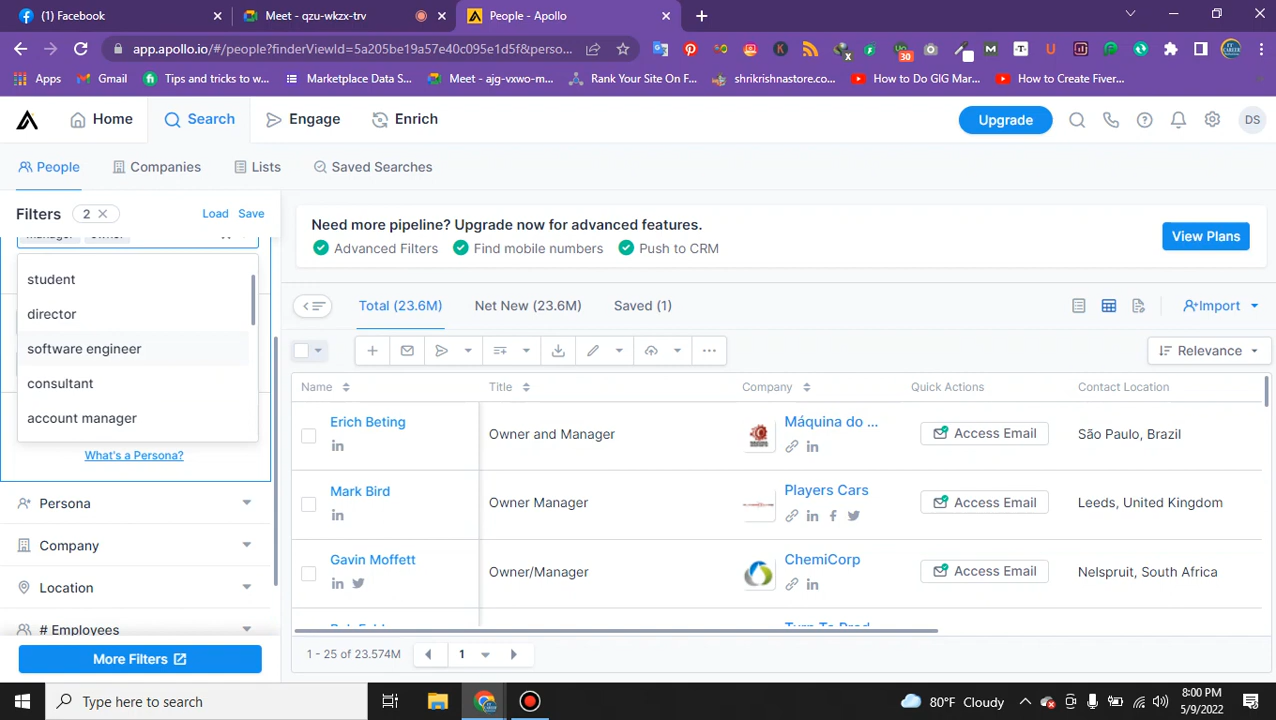 (1) Facebook
Meet - qzu-wkzx-trv
People - Apollo
app.apollo.io/#/people?finderViewId=5a205be19a57e40c095e1d5f&perso...
30
Apps
Gmail
Tips and tricks to w...
Marketplace Data S...
Meet - ajg-vxwo-m...
Rank Your Site On F...
shrikrishnastore.co...
How to Do GIG Mar...
How to Create Fiver...
Home
Search
Engage
Enrich
Upgrade
DS
People
Companies
Lists
Saved Searches
Filters
2
Load
Save
manager
owner
student
director
software engineer
consultant
account manager
What's a Persona?
Persona
Company
Location
# Employees
More Filters
Need more pipeline? Upgrade now for advanced features.
Advanced Filters
Find mobile numbers
Push to CRM
View Plans
Total (23.6M)
Net New (23.6M)
Saved (1)
Import
Relevance
Name
Title
Company
Quick Actions
Contact Location
Erich Beting
Owner and Manager
Máquina do ...
Access Email
São Paulo, Brazil
Mark Bird
Owner Manager
Players Cars
Access Email
Leeds, United Kingdom
Gavin Moffett
Owner/Manager
ChemiCorp
Access Email
Nelspruit, South Africa
1 - 25 of 23.574M
1
Type here to search
80°F Cloudy
8:00 PM
5/9/2022